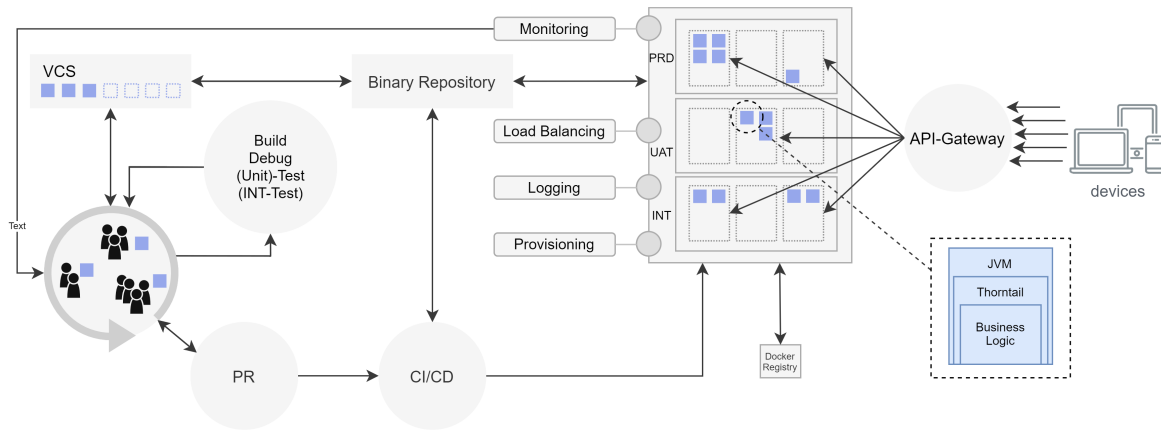 Monitoring
VCS
Binary Repository
PRD
Build
Debug
(Unit)-Test
(INT-Test)
Load Balancing
UAT
API-Gateway
Logging
devices
INT
Text
Provisioning
JVM
Thorntail
Business
Logic
Docker
Registry
PR
CI/CD